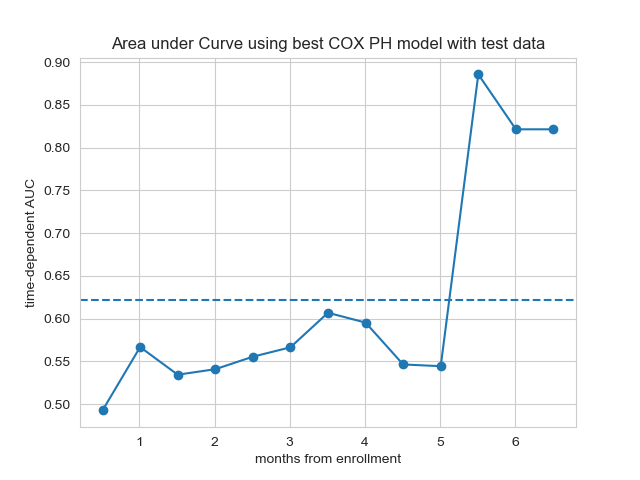 Area under Curve using best COX PH model with test data
0.90
0.85
0.80
0.75
0.70
0.65
0.60
0.55
0.50
time-dependent AUC
1 2 3 4 5 6
months from enrollment